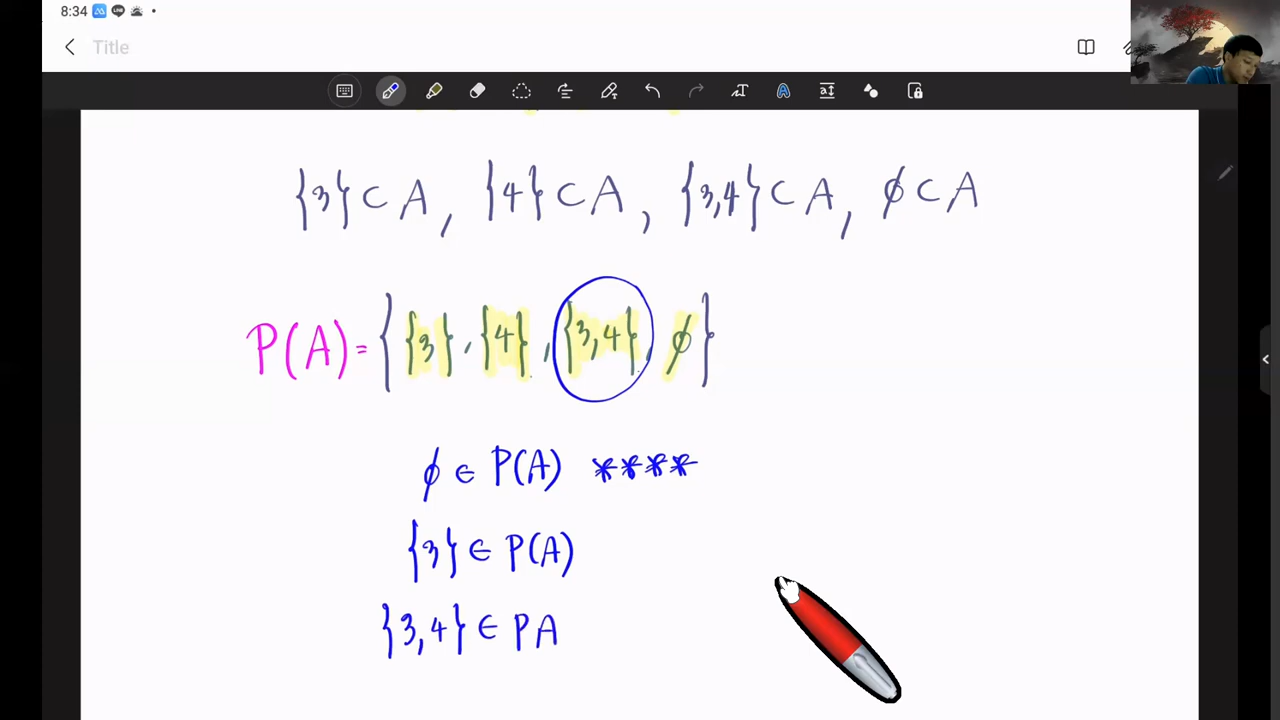 8:34
Title
{3} ⊂ A, {4} ⊂ A, {3,4} ⊂ A, ϕ ⊂ A
P(A) = { {3}, {4}, {3,4}, ϕ }
ϕ ∈ P(A) ****
{3} ∈ P(A)
{3,4} ∈ PA